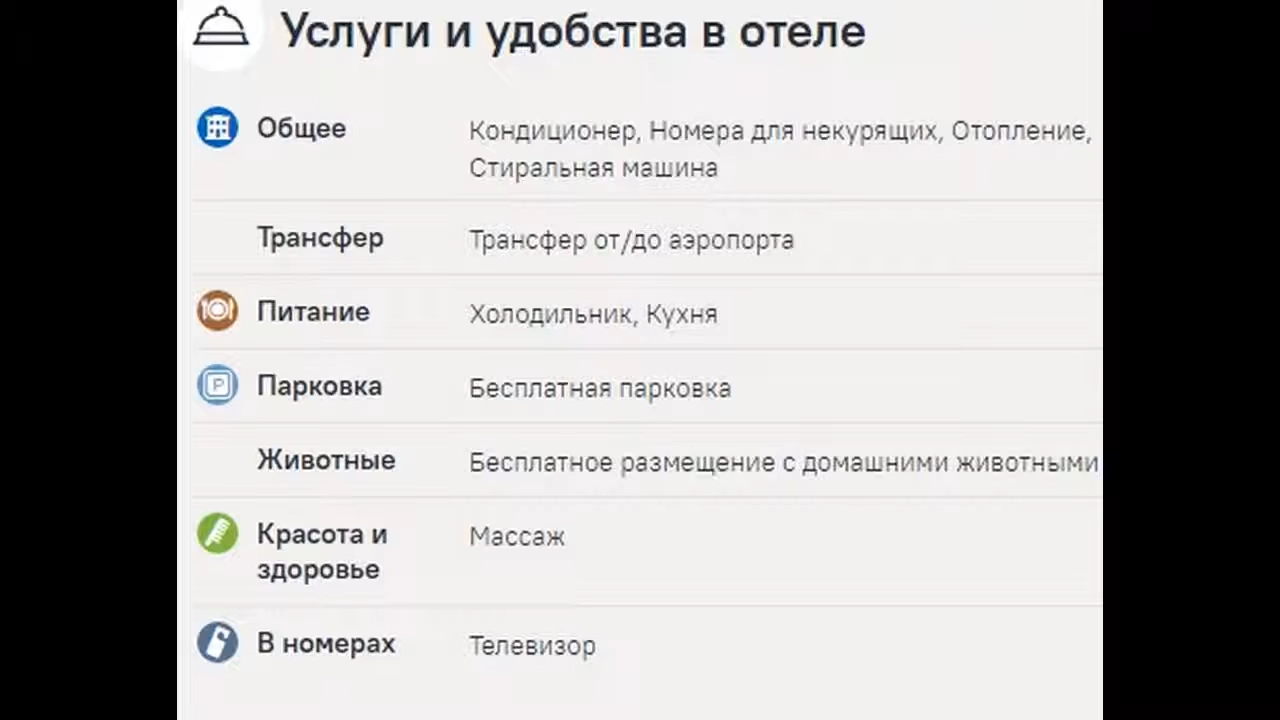 Услуги и удобства в отеле
Общее
Кондиционер, Номера для некурящих, Отопление,
Стиральная машина
Трансфер
Трансфер от/до аэропорта
Питание
Холодильник, Кухня
P
Парковка
Бесплатная парковка
Животные
Бесплатное размещение с домашними животными
Красота и
здоровье
Массаж
В номерах
Телевизор